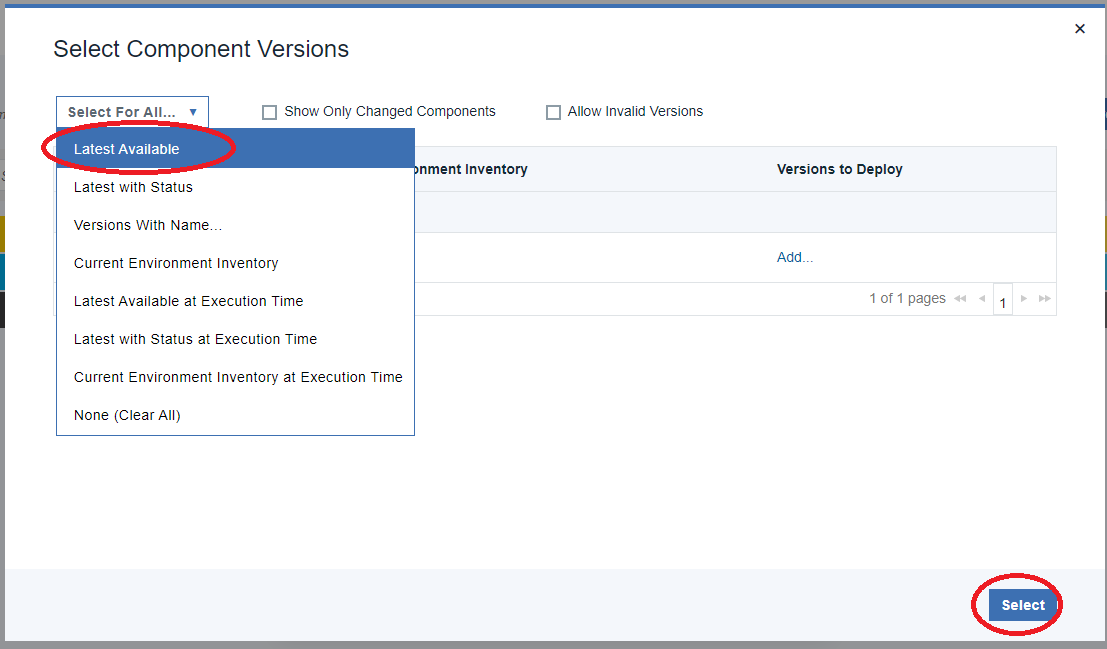 Select Component Versions
Select For All...
Show Only Changed Components
Allow Invalid Versions
Latest Available
onment Inventory
Versions to Deploy
Latest with Status
Versions With Name...
Current Environment Inventory
Add...
Latest Available at Execution Time
1 of 1 pages
1
Latest with Status at Execution Time
Current Environment Inventory at Execution Time
None (Clear All)
Select